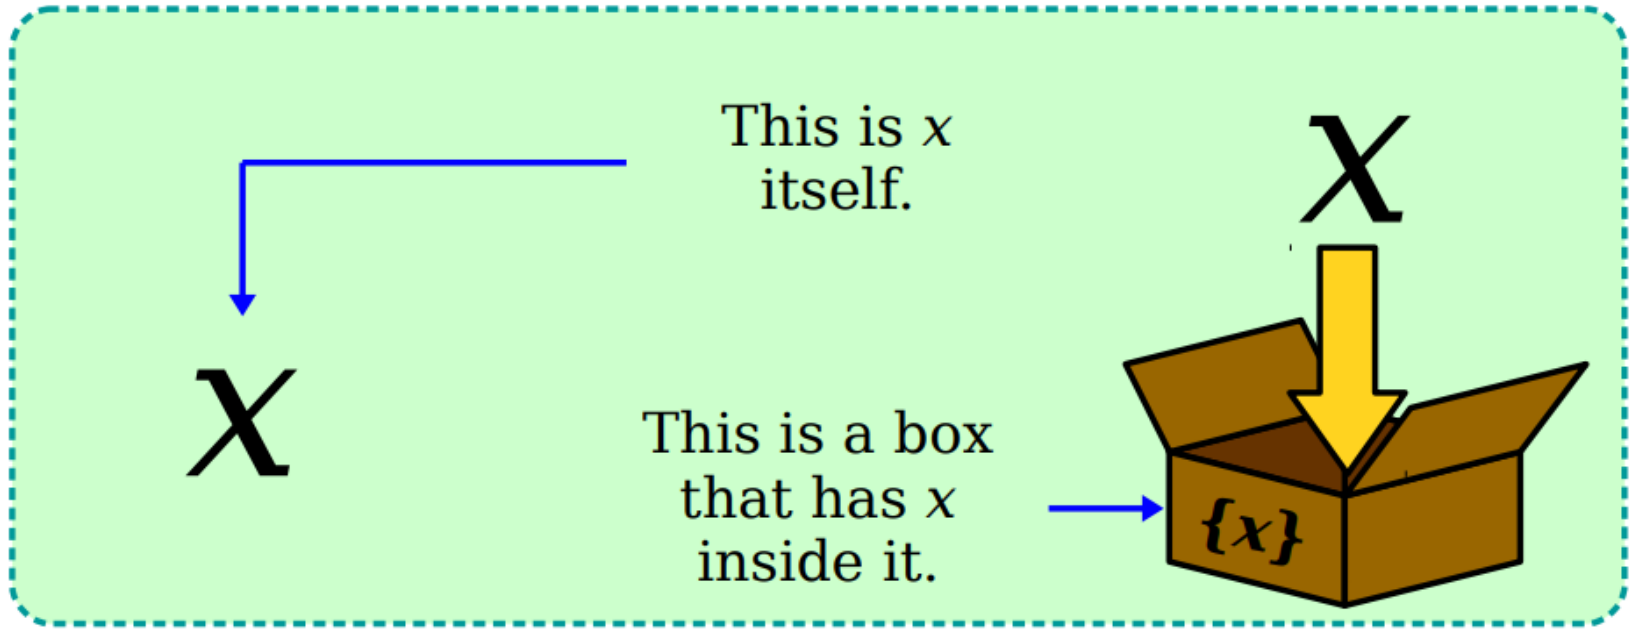 This is x
itself.
x
x
This is a box
that has x
inside it.
{x}